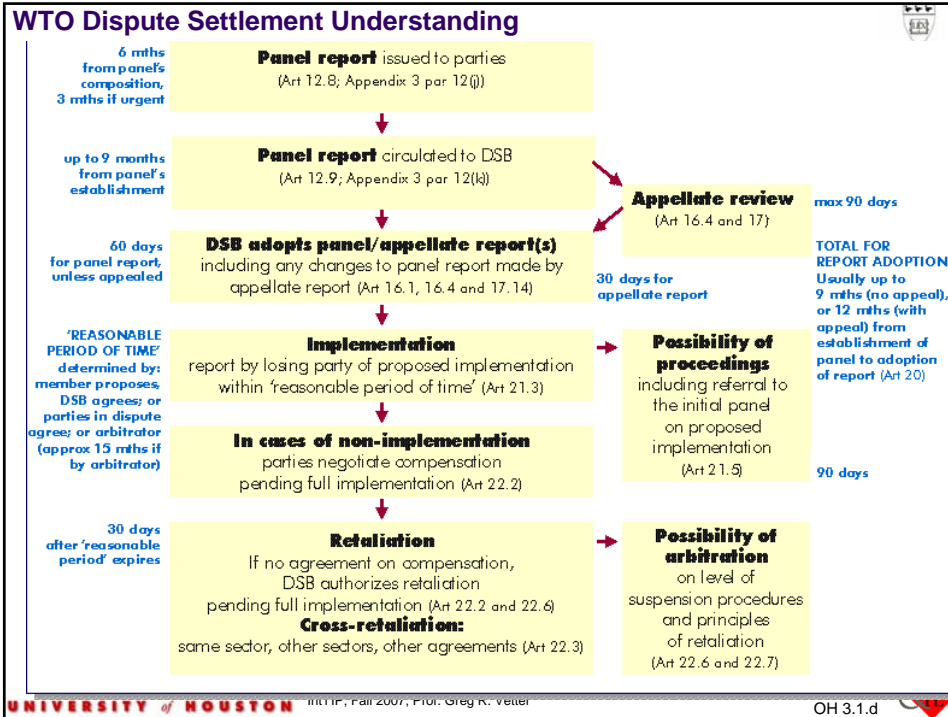 WTO Dispute Settlement Understanding
6 mths
from panel's
composition,
3 mths if urgent
Panel report issued to parties
(Art 12.8; Appendix 3 par 12(j))
up to 9 months
from panel's
establishment
Panel report circulated to DSB
(Art 12.9; Appendix 3 par 12(k))
Appellate review
(Art 16.4 and 17)
max 90 days
60 days
for panel report,
unless appealed
DSB adopts panel/appellate report(s)
including any changes to panel report made by
appellate report (Art 16.1, 16.4 and 17.14)
30 days for
appellate report
TOTAL FOR
REPORT ADOPTION
Usually up to
9 mths (no appeal),
or 12 mths (with
appeal) from
establishment of
panel to adoption
of report (Art 20)
'REASONABLE
PERIOD OF TIME'
determined by:
member proposes,
DSB agrees; or
parties in dispute
agree; or arbitrator
(approx 15 mths if
by arbitrator)
Implementation
report by losing party of proposed implementation
within 'reasonable period of time' (Art 21.3)
Possibility of
proceedings
including referral to
the initial panel
on proposed
implementation
(Art 21.5)
90 days
In cases of non-implementation
parties negotiate compensation
pending full implementation (Art 22.2)
30 days
after 'reasonable
period' expires
Retaliation
If no agreement on compensation,
DSB authorizes retaliation
pending full implementation (Art 22.2 and 22.6)
Cross-retaliation:
same sector, other sectors, other agreements (Art 22.3)
Possibility of
arbitration
on level of
suspension procedures
and principles
of retaliation
(Art 22.6 and 22.7)
UNIVERSITY of HOUSTON
Int'l IP, Fall 2007, Prof. Greg R. Vetter
OH 3.1.d